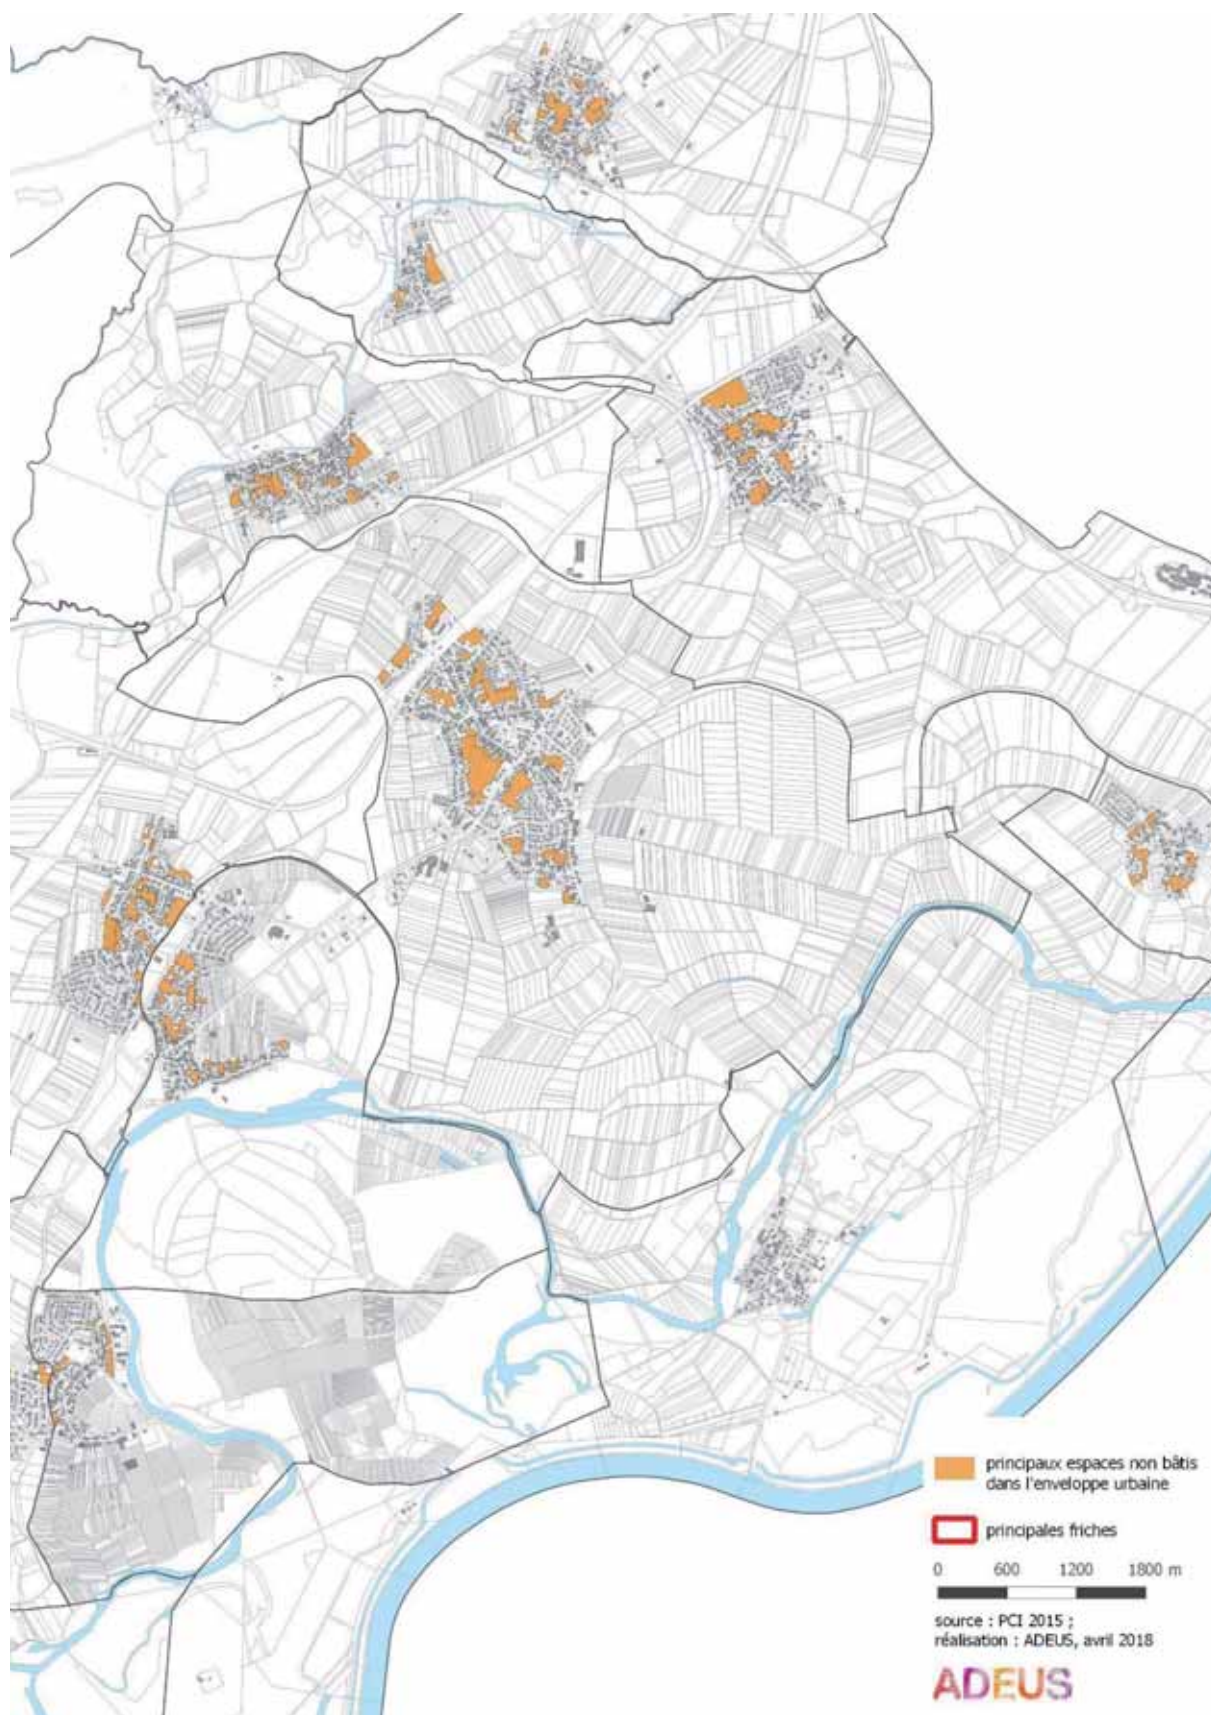 principaux espaces non bâtis
dans l'enveloppe urbaine
principales friches
0 600 1200 1800 m
source : PCI 2015 ;
réalisation : ADEUS, avril 2018
ADEUS